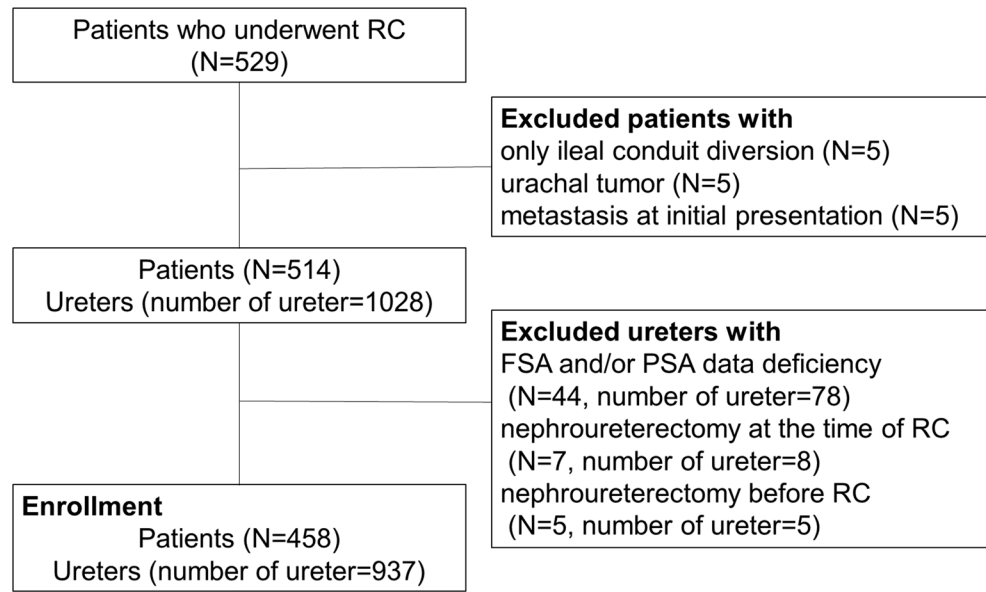 Patients who underwent RC
(N=529)
Excluded patients with
only ileal conduit diversion (N=5)
urachal tumor (N=5)
metastasis at initial presentation (N=5)
Patients (N=514)
Ureters (number of ureter=1028)
Excluded ureters with
FSA and/or PSA data deficiency
(N=44, number of ureter=78)
nephroureterectomy at the time of RC
(N=7, number of ureter=8)
nephroureterectomy before RC
(N=5, number of ureter=5)
Enrollment
Patients (N=458)
Ureters (number of ureter=937)